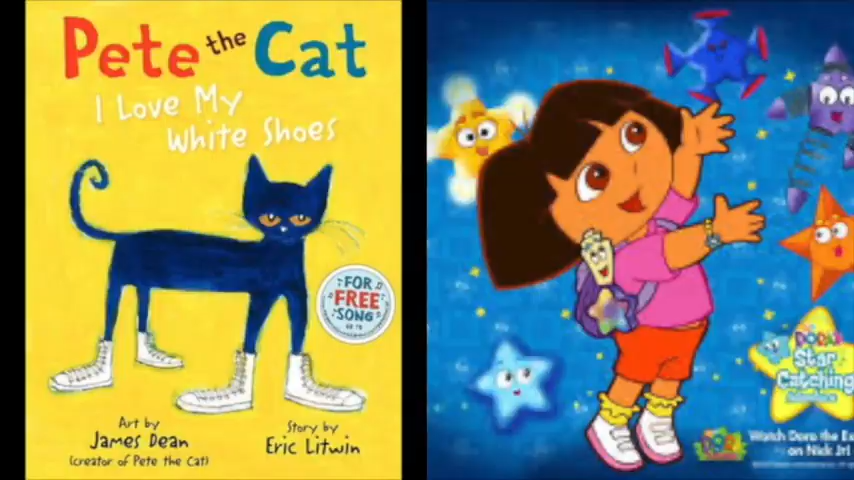 Pete the Cat
I Love My
White Shoes
FOR
FREE
SONG
Art by
James Dean
(creator of Pete the Cat)
Story by
Eric Litwin
DORA'S
Star
Catching
Watch Dora the Ex
on Nick Jr!